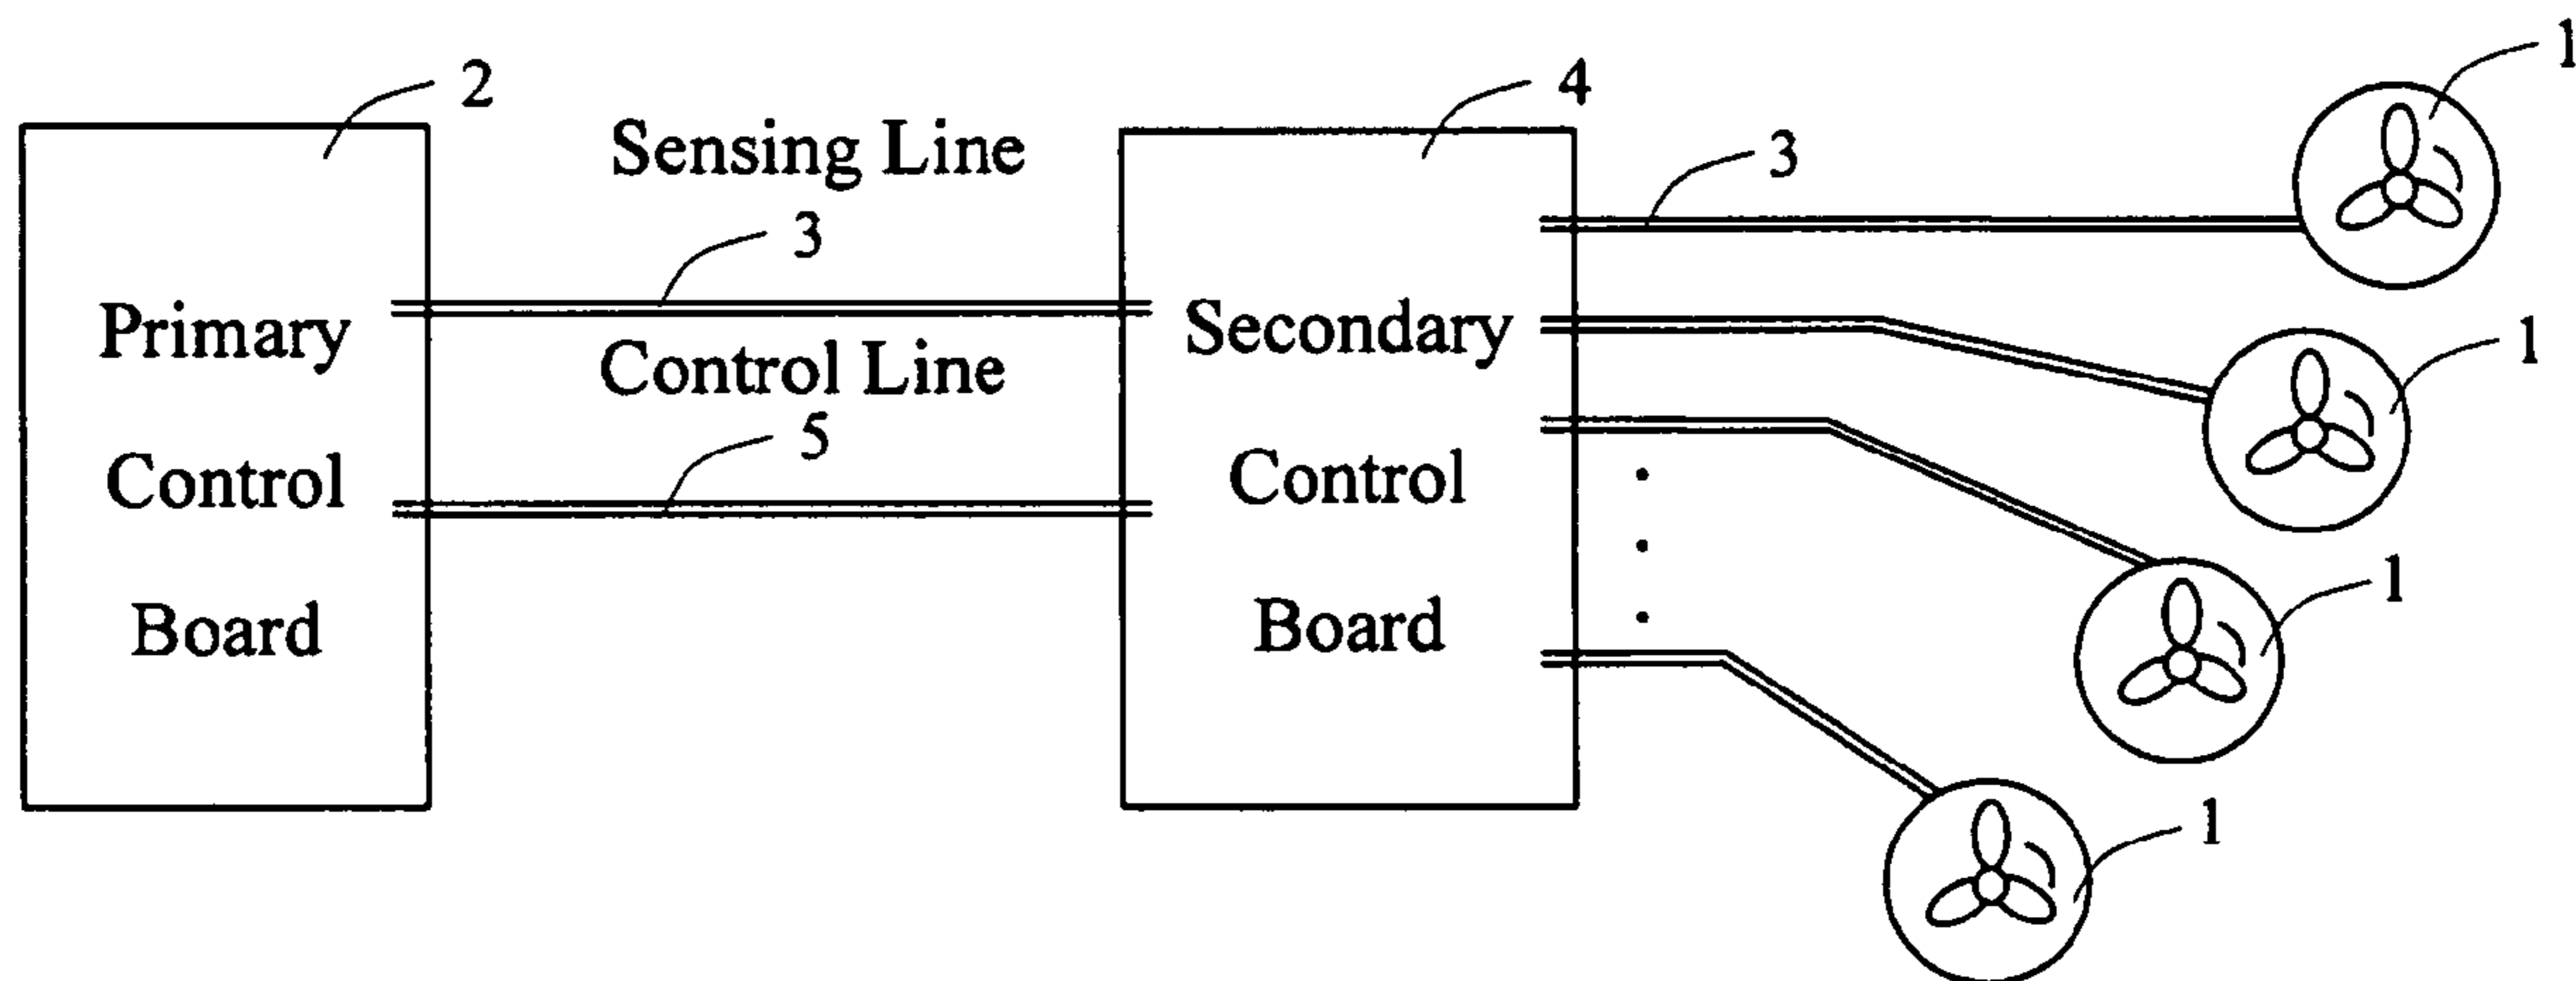 2
Sensing Line
3
Primary
Control
Board
Control Line
5
4
Secondary
Control
Board
3
1
1
1
1